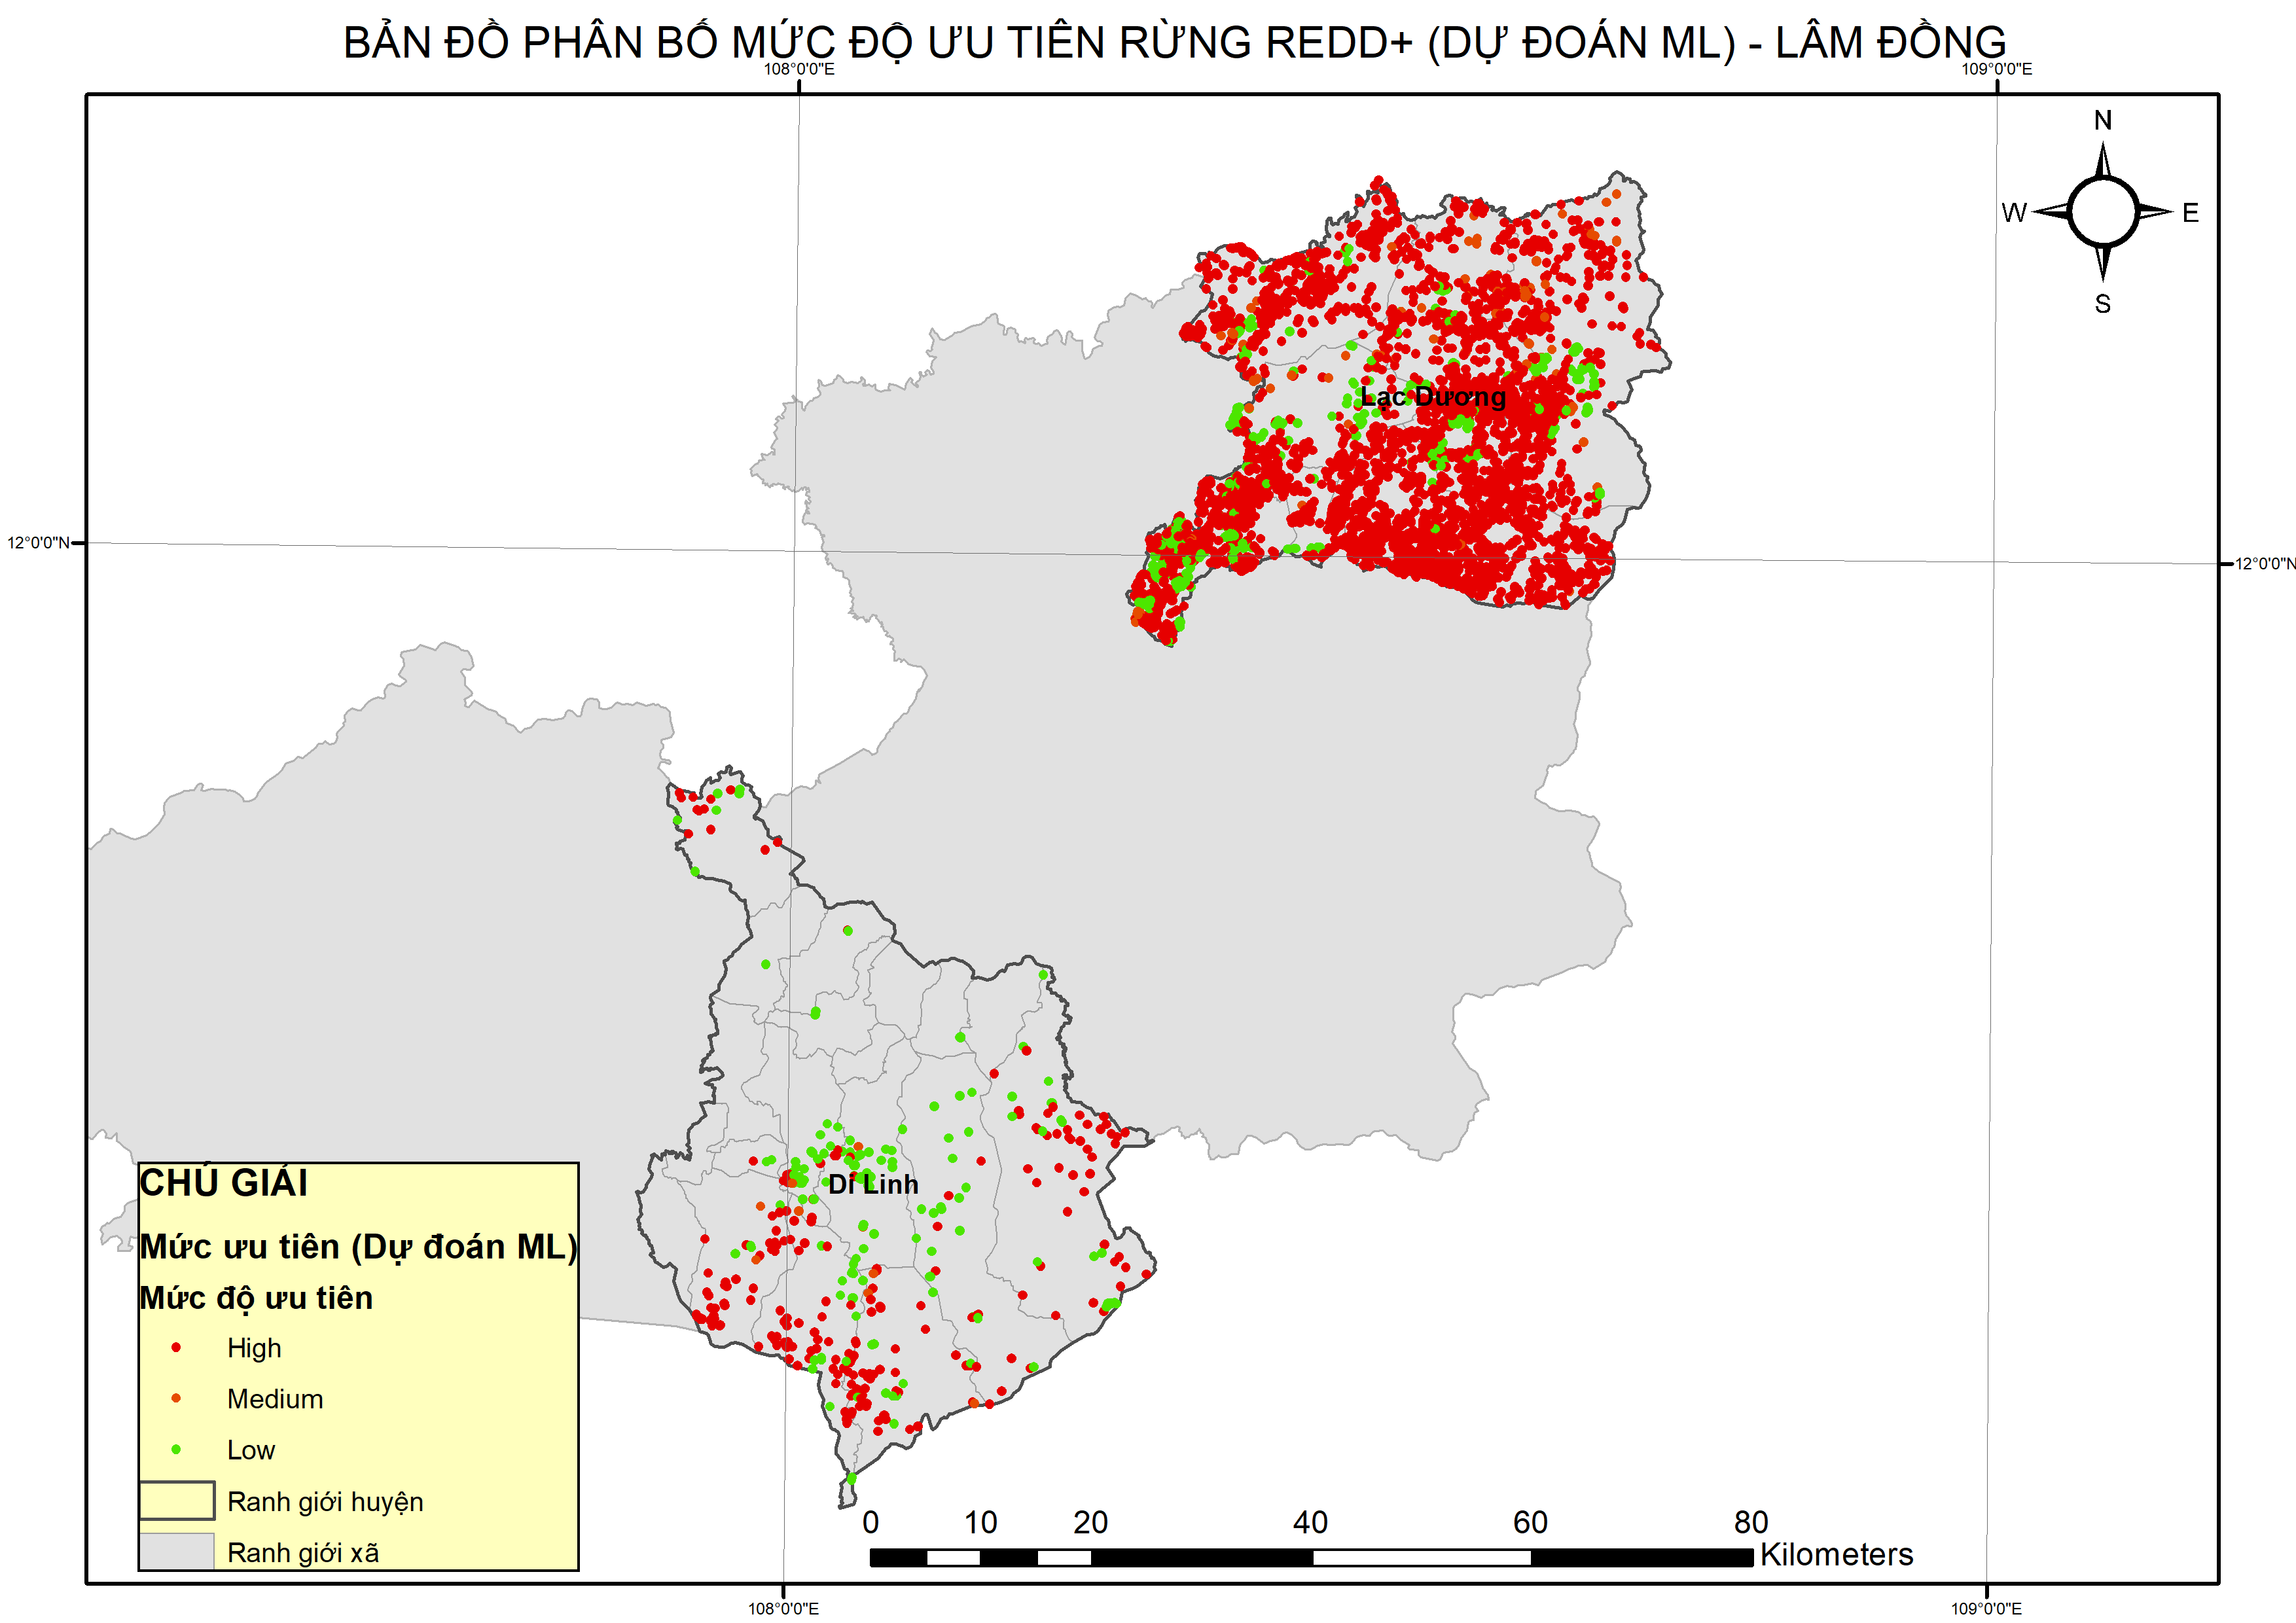 BẢN ĐỒ PHÂN BỐ MỨC ĐỘ ƯU TIÊN RỪNG REDD+ (DỰ ĐOÁN ML) - LÂM ĐỒNG
108°0'0"E
109°0'0"E
N
W
E
S
Lạc Dương
12°0'0"N
12°0'0"N
Di Linh
CHÚ GIẢI
Mức ưu tiên (Dự đoán ML)
Mức độ ưu tiên
High
Medium
Low
Ranh giới huyện
Ranh giới xã
0 10 20 40 60 80
Kilometers
108°0'0"E
109°0'0"E